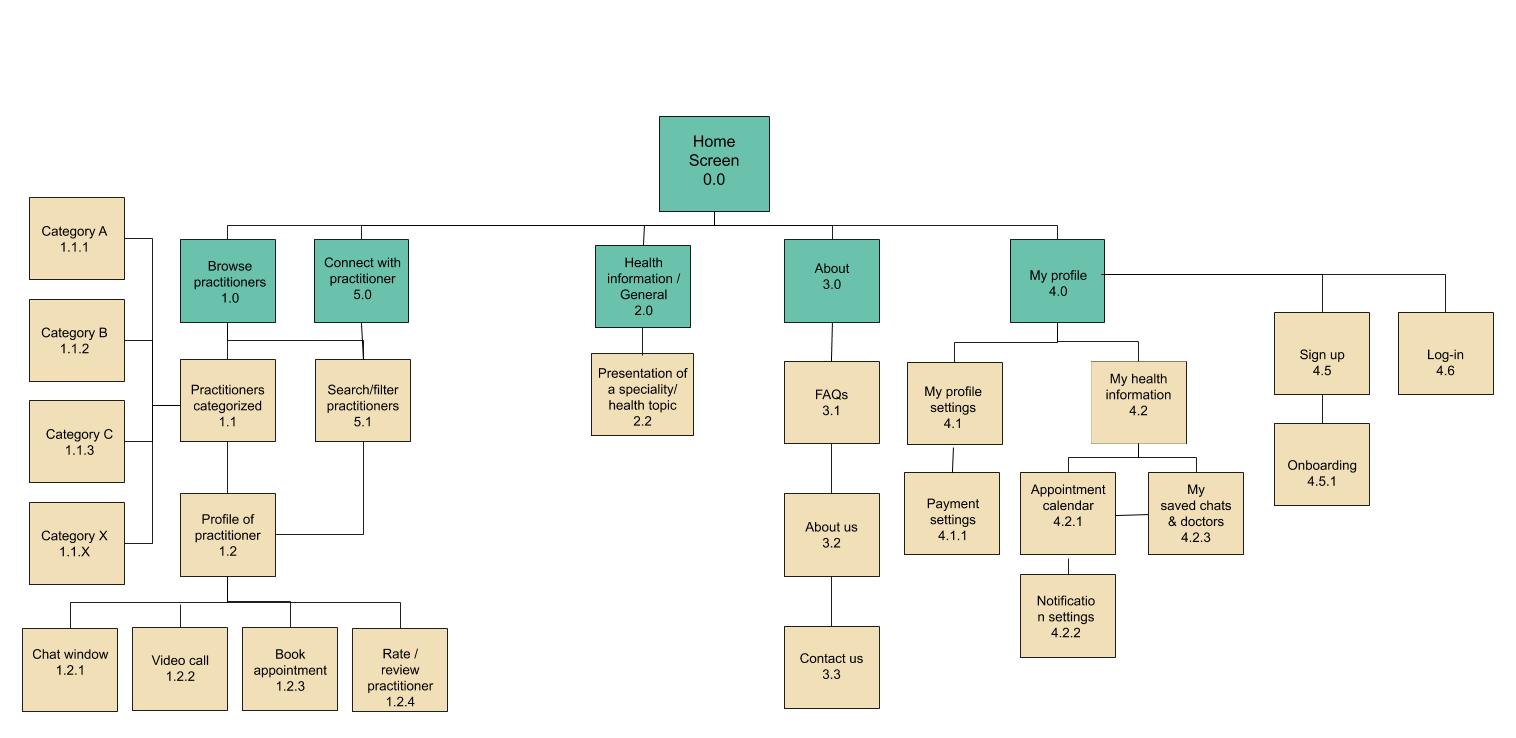 Home
Screen
0.0
Category A
1.1.1
Category B
1.1.2
Category C
1.1.3
Category X
1.1.X
Browse
practitioners
1.0
Connect with
practitioner
5.0
Health
information /
General
2.0
About
3.0
My profile
4.0
Practitioners
categorized
1.1
Search/filter
practitioners
5.1
Presentation of
a speciality/
health topic
2.2
FAQs
3.1
My profile
settings
4.1
My health
information
4.2
Sign up
4.5
Log-in
4.6
Profile of
practitioner
1.2
About us
3.2
Payment
settings
4.1.1
Appointment
calendar
4.2.1
My
saved chats
& doctors
4.2.3
Onboarding
4.5.1
Notificatio
n settings
4.2.2
Chat window
1.2.1
Video call
1.2.2
Book
appointment
1.2.3
Rate /
review
practitioner
1.2.4
Contact us
3.3